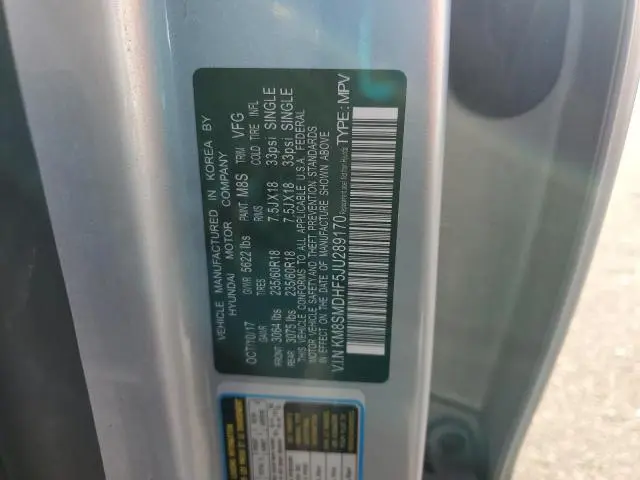 VEHICLE MANUFACTURED IN KOREA BY
HYUNDAI MOTOR COMPANY
OCT/10/17 GVWR 5622 lbs PAINT M8S TRIM VFG
GAWR TIRES RIMS COLD TIRE INFL
FRONT 3064 lbs 235/60R18 7.5JX18 33psi SINGLE
REAR 3075 lbs 235/60R18 7.5JX18 33psi SINGLE
THIS VEHICLE CONFORMS TO ALL APPLICABLE U.S.A. FEDERAL
MOTOR VEHICLE SAFETY AND THEFT PREVENTION STANDARDS
IN EFFECT ON THE DATE OF MANUFACTURE SHOWN ABOVE
V.I.N KM8SMDHF5JU289170 TYPE: MPV